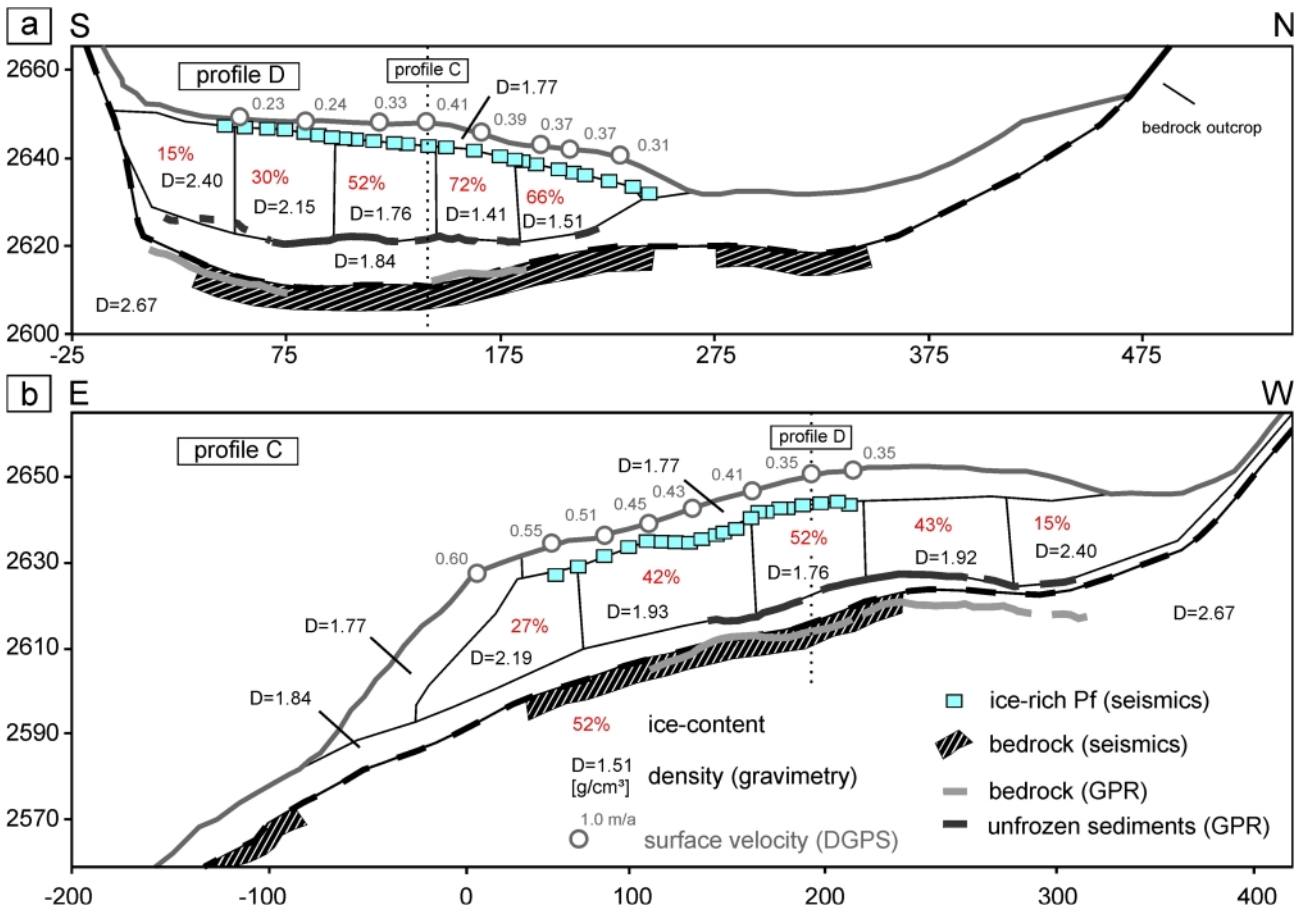 a S N
2660
2640
2620
2600
profile D
profile C
D=1.77
0.23 0.24 0.33 0.41 0.39 0.37 0.37 0.31
bedrock outcrop
15% 30% 52% 72% 66%
D=2.40 D=2.15 D=1.76 D=1.41 D=1.51
D=1.84
D=2.67
-25 75 175 275 375 475
b E W
2650
2630
2610
2590
2570
profile C
profile D
D=1.77
0.60 0.55 0.51 0.45 0.43 0.41 0.35 0.35
27% 42% 52% 43% 15%
D=2.19 D=1.93 D=1.76 D=1.92 D=2.40
D=1.77
D=1.84
D=2.67
52% ice-content
D=1.51 density (gravimetry)
[g/cm³]
1.0 m/a surface velocity (DGPS)
ice-rich Pf (seismics)
bedrock (seismics)
bedrock (GPR)
unfrozen sediments (GPR)
-200 -100 0 100 200 300 400